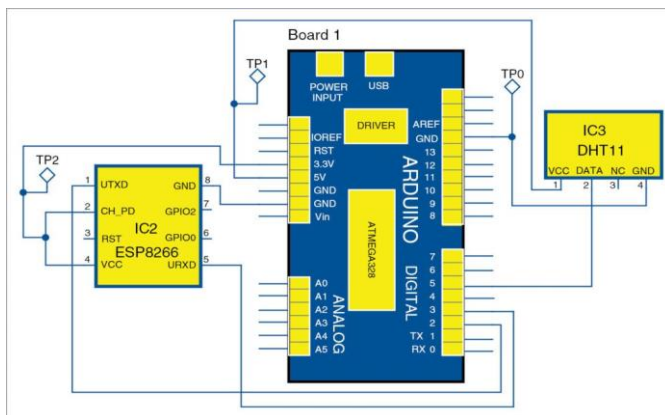 Board 1
TP1
TP0
TP2
POWER INPUT
USB
DRIVER
IOREF
RST
3.3V
5V
GND
GND
Vin
AREF
GND
13
12
11
10
9
8
ARDUINO
ATMEGA328
7
6
5
4
3
2
TX 1
RX 0
DIGITAL
A0
A1
A2
A3
A4
A5
ANALOG
1 UTXD GND 8
2 CH_PD GPIO2 7
IC2
3 RST GPIO0 6
ESP8266
4 VCC URXD 5
IC3
DHT11
VCC DATA NC GND
1 2 3 4